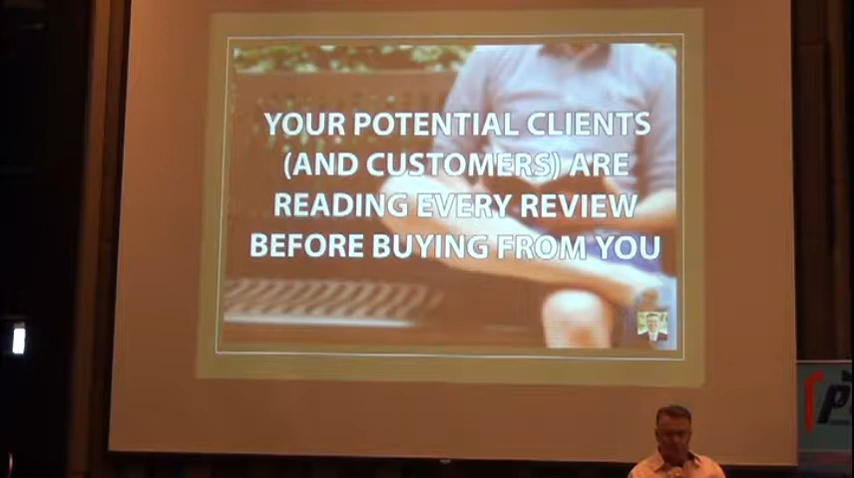 YOUR POTENTIAL CLIENTS
(AND CUSTOMERS) ARE
READING EVERY REVIEW
BEFORE BUYING FROM YOU